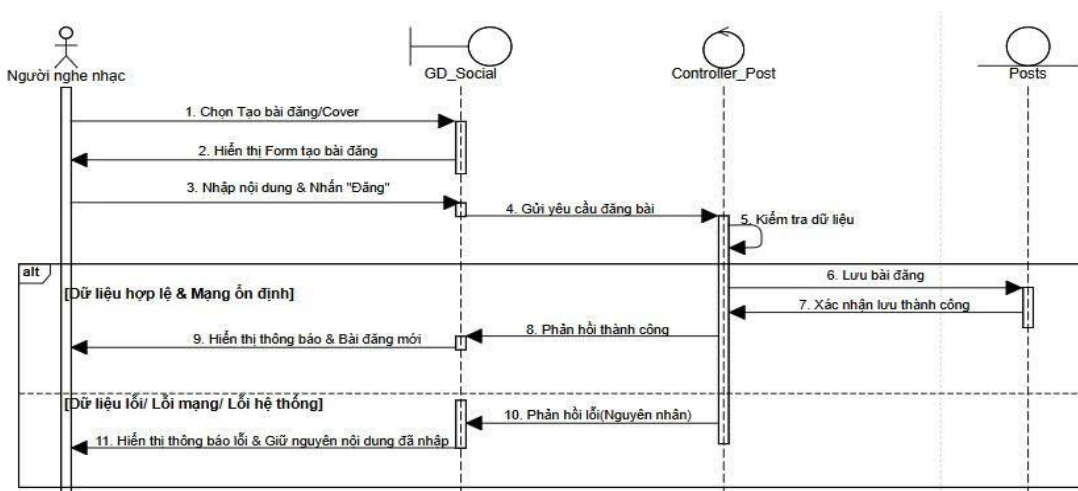 Người nghe nhạc
GD_Social
Controller_Post
Posts
1. Chọn Tạo bài đăng/Cover
2. Hiển thị Form tạo bài đăng
3. Nhập nội dung & Nhấn "Đăng"
4. Gửi yêu cầu đăng bài
5. Kiểm tra dữ liệu
alt
[Dữ liệu hợp lệ & Mạng ổn định]
6. Lưu bài đăng
7. Xác nhận lưu thành công
8. Phản hồi thành công
9. Hiển thị thông báo & Bài đăng mới
[Dữ liệu lỗi/ Lỗi mạng/ Lỗi hệ thống]
10. Phản hồi lỗi(Nguyên nhân)
11. Hiển thị thông báo lỗi & Giữ nguyên nội dung đã nhập